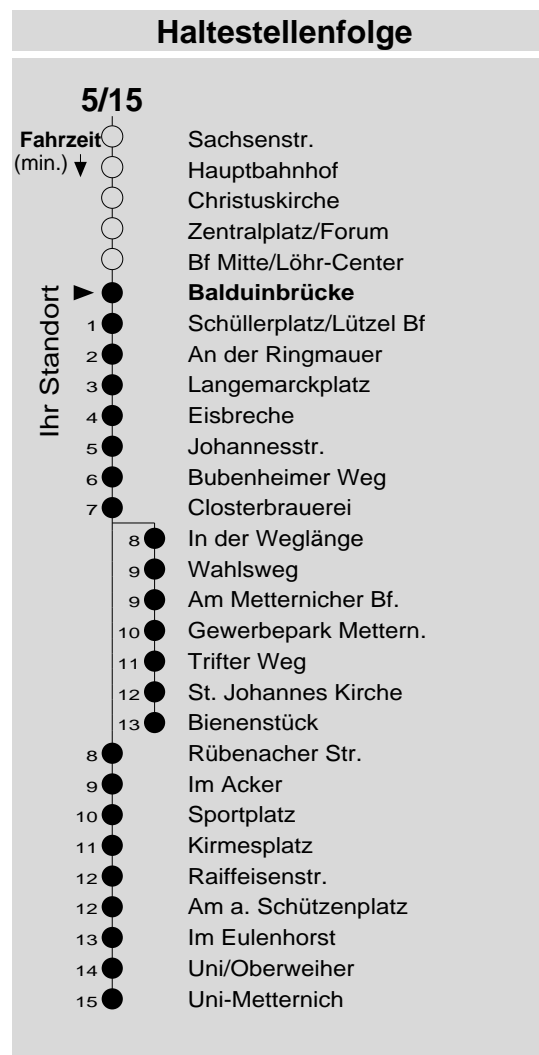 Haltestellenfolge
5/15
Fahrzeit Sachsenstr.
(min.) Hauptbahnhof
Christuskirche
Zentralplatz/Forum
Bf Mitte/Löhr-Center
Ihr Standort
Balduinbrücke
1 Schüllerplatz/Lützel Bf
2 An der Ringmauer
3 Langemarckplatz
4 Eisbreche
5 Johannesstr.
6 Bubenheimer Weg
7 Closterbrauerei
8 In der Weglänge
9 Wahlsweg
9 Am Metternicher Bf.
10 Gewerbepark Mettern.
11 Trifter Weg
12 St. Johannes Kirche
13 Bienenstück
8 Rübenacher Str.
9 Im Acker
10 Sportplatz
11 Kirmesplatz
12 Raiffeisenstr.
12 Am a. Schützenplatz
13 Im Eulenhorst
14 Uni/Oberweiher
15 Uni-Metternich